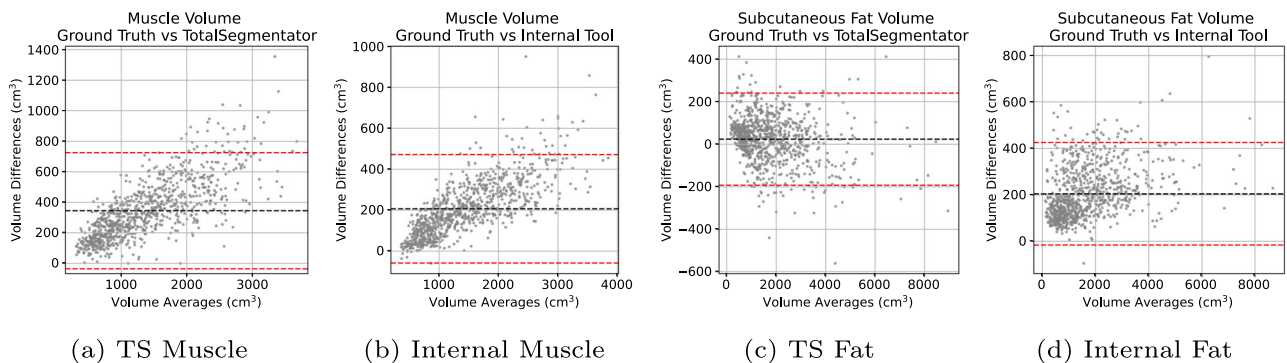 Muscle Volume
Ground Truth vs TotalSegmentator
Volume Differences (cm³)
1400
1200
1000
800
600
400
200
0
1000
2000
3000
Volume Averages (cm³)
(a) TS Muscle
Muscle Volume
Ground Truth vs Internal Tool
Volume Differences (cm³)
1000
800
600
400
200
0
1000
2000
3000
4000
Volume Averages (cm³)
(b) Internal Muscle
Subcutaneous Fat Volume
Ground Truth vs TotalSegmentator
Volume Differences (cm³)
400
200
0
−200
−400
−600
0
2000
4000
6000
8000
Volume Averages (cm³)
(c) TS Fat
Subcutaneous Fat Volume
Ground Truth vs Internal Tool
Volume Differences (cm³)
800
600
400
200
0
0
2000
4000
6000
8000
Volume Averages (cm³)
(d) Internal Fat